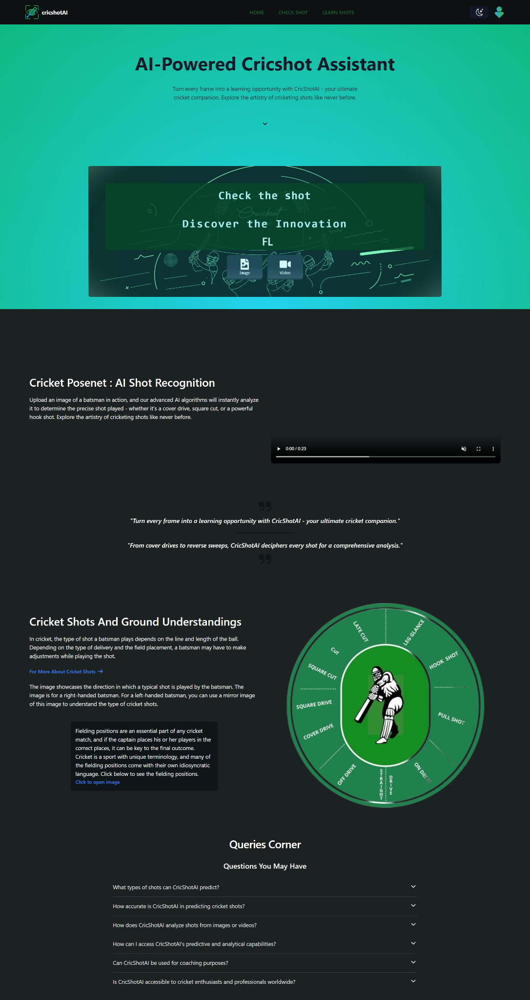 cricshotAI
HOME
CHECK SHOT
LEARN SHOTS
AI-Powered Cricshot Assistant
Turn every frame into a learning opportunity with CricShotAI - your ultimate
cricket companion. Explore the artistry of cricketing shots like never before.
Check the shot
Cricket
Discover the Innovation
FL
Image
Video
Cricket Posenet : AI Shot Recognition
Upload an image of a batsman in action, and our advanced AI algorithms will instantly analyze
it to determine the precise shot played - whether it's a cover drive, square cut, or a powerful
hook shot. Explore the artistry of cricketing shots like never before.
0:00 / 0:23
"Turn every frame into a learning opportunity with CricShotAI - your ultimate cricket companion."
"From cover drives to reverse sweeps, CricShotAI deciphers every shot for a comprehensive analysis."
Cricket Shots And Ground Understandings
In cricket, the type of shot a batsman plays depends on the line and length of the ball.
Depending on the type of delivery and the field placement, a batsman may have to make
adjustments while playing the shot.
For More About Cricket Shots
The image showcases the direction in which a typical shot is played by the batsman. The
image is for a right-handed batsman. For a left-handed batsman, you can use a mirror image
of this image to understand the type of cricket shots.
Fielding positions are an essential part of any cricket
match, and if the captain places his or her players in the
correct places, it can be key to the final outcome.
Cricket is a sport with unique terminology, and many of
the fielding positions come with their own idiosyncratic
language. Click below to see the fielding positions.
Click to open image
LATE CUT
LEG GLANCE
Cut
HOOK SHOT
SQUARE CUT
SQUARE DRIVE
PULL SHOT
COVER DRIVE
OFF DRIVE
STRAIGHT
DRIVE
ON DRIVE
Queries Corner
Questions You May Have
What types of shots can CricShotAI predict?
How accurate is CricShotAI in predicting cricket shots?
How does CricShotAI analyze shots from images or videos?
How can I access CricShotAI's predictive and analytical capabilities?
Can CricShotAI be used for coaching purposes?
Is CricShotAI accessible to cricket enthusiasts and professionals worldwide?